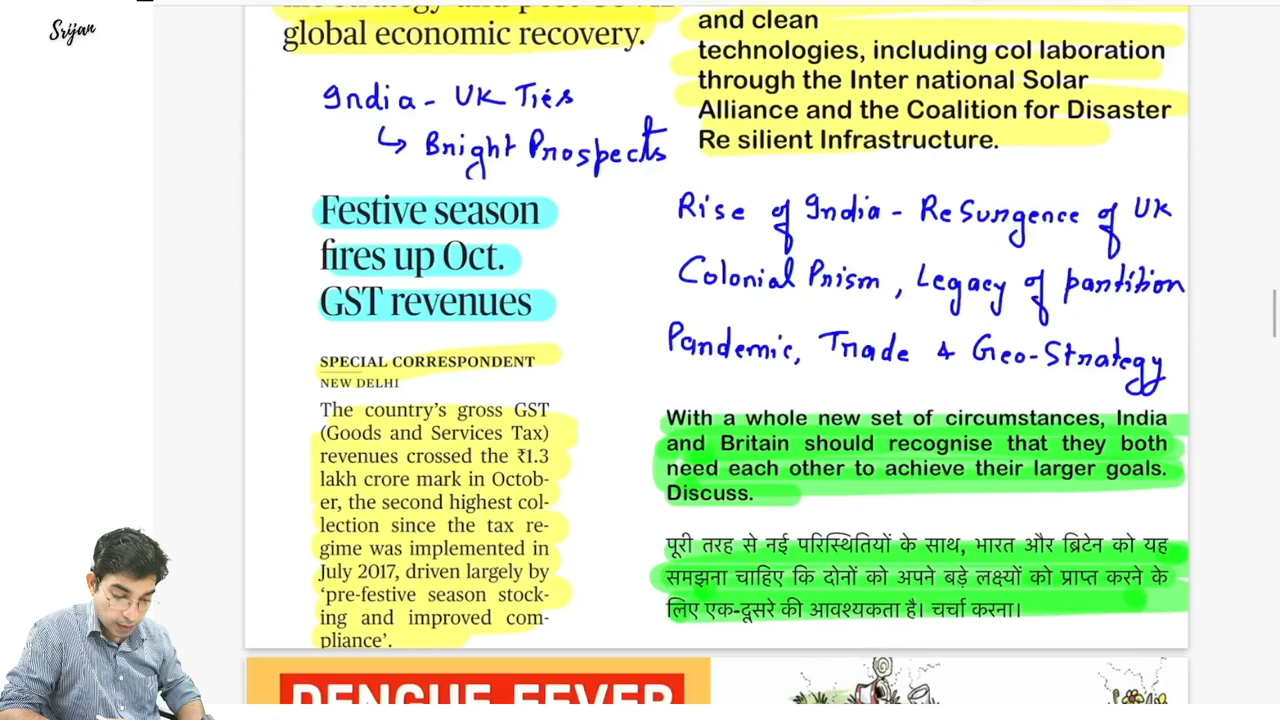 Srijan
global economic recovery.
India - UK Ties
↳ Bright Prospects
Festive season
fires up Oct.
GST revenues
SPECIAL CORRESPONDENT
NEW DELHI
The country's gross GST
(Goods and Services Tax)
revenues crossed the ₹1.3
lakh crore mark in Octob-
er, the second highest col-
lection since the tax re-
gime was implemented in
July 2017, driven largely by
'pre-festive season stock-
ing and improved com-
pliance'.
and clean
technologies, including col laboration
through the Inter national Solar
Alliance and the Coalition for Disaster
Re silient Infrastructure.
Rise of India - Resurgence of UK
Colonial Prism, Legacy of partition
Pandemic, Trade & Geo-Strategy
With a whole new set of circumstances, India
and Britain should recognise that they both
need each other to achieve their larger goals.
Discuss.
पूरी तरह से नई परिस्थितियों के साथ, भारत और ब्रिटेन को यह
समझना चाहिए कि दोनों को अपने बड़े लक्ष्यों को प्राप्त करने के
लिए एक-दूसरे की आवश्यकता है। चर्चा करना।
DENGUE FEVER